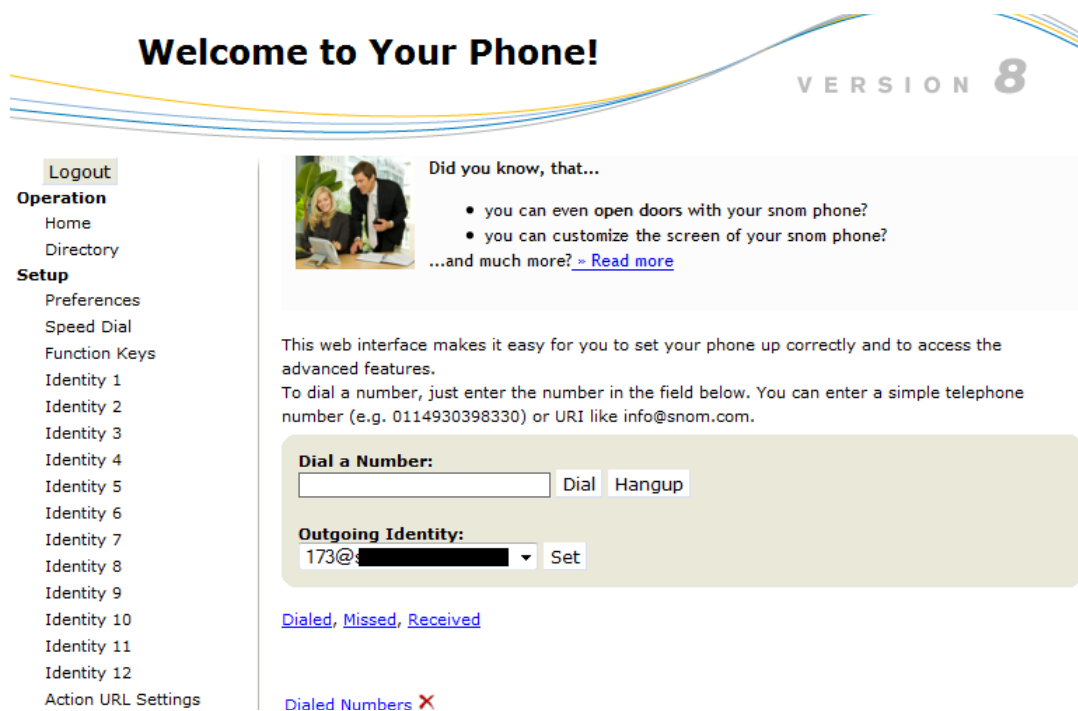 Welcome to Your Phone!
VERSION 8
Logout
Operation
Home
Directory
Setup
Preferences
Speed Dial
Function Keys
Identity 1
Identity 2
Identity 3
Identity 4
Identity 5
Identity 6
Identity 7
Identity 8
Identity 9
Identity 10
Identity 11
Identity 12
Action URL Settings
Did you know, that...
• you can even open doors with your snom phone?
• you can customize the screen of your snom phone?
...and much more? » Read more
This web interface makes it easy for you to set your phone up correctly and to access the
advanced features.
To dial a number, just enter the number in the field below. You can enter a simple telephone
number (e.g. 0114930398330) or URI like info@snom.com.
Dial a Number:
Dial Hangup
Outgoing Identity:
173@ Set
Dialed, Missed, Received
Dialed Numbers